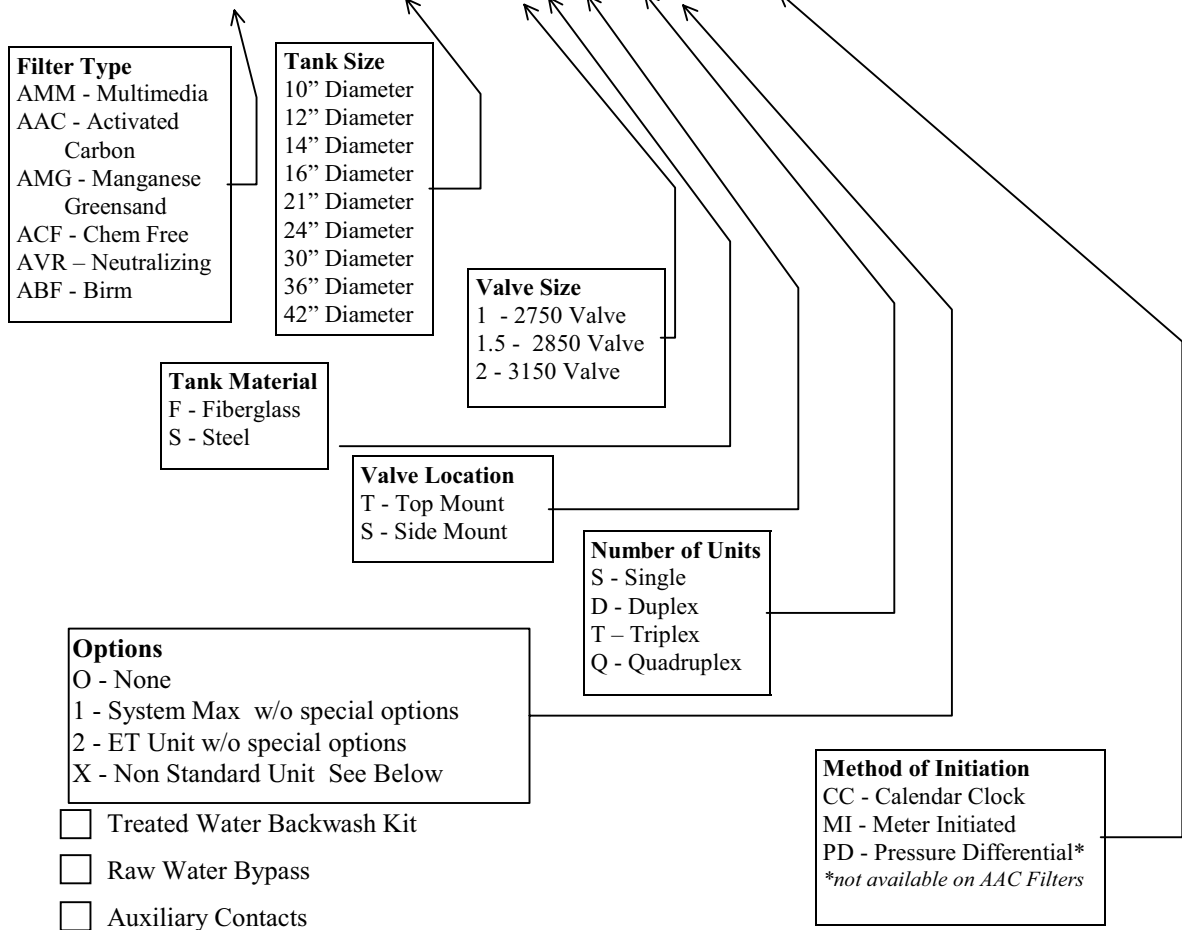 Filter Type
AMM - Multimedia
AAC - Activated
Carbon
AMG - Manganese
Greensand
ACF - Chem Free
AVR – Neutralizing
ABF - Birm
Tank Size
10” Diameter
12” Diameter
14” Diameter
16” Diameter
21” Diameter
24” Diameter
30” Diameter
36” Diameter
42” Diameter
Valve Size
1 - 2750 Valve
1.5 - 2850 Valve
2 - 3150 Valve
Tank Material
F - Fiberglass
S - Steel
Valve Location
T - Top Mount
S - Side Mount
Number of Units
S - Single
D - Duplex
T – Triplex
Q - Quadruplex
Options
O - None
1 - System Max w/o special options
2 - ET Unit w/o special options
X - Non Standard Unit See Below
Treated Water Backwash Kit
Raw Water Bypass
Auxiliary Contacts
Method of Initiation
CC - Calendar Clock
MI - Meter Initiated
PD - Pressure Differential*
*not available on AAC Filters